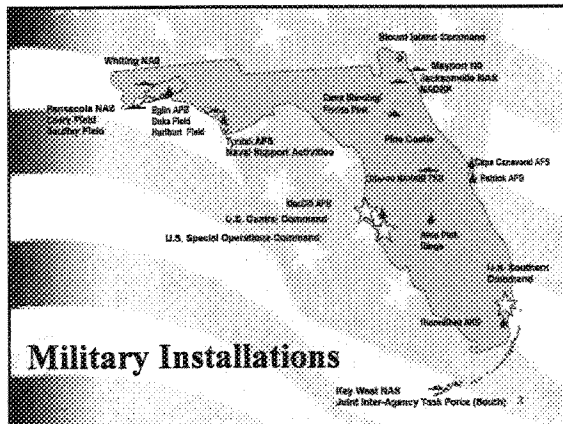 Blount Island Command
Whiting NAS
Mayport NS
Jacksonville NAS
NADEP
Pensacola NAS
Corry Field
Saufley Field
Eglin AFB
Duke Field
Hurlburt Field
Camp Blanding/
Tyndall AFB
Naval Support Activities
Pine Castle
Cape Canaveral AFS
Patrick AFB
Orlando
MacDill AFB
U.S. Central Command
U.S. Special Operations Command
Avon Park
Range
U.S. Southern
Command
Homestead ARB
Military Installations
Key West NAS
Joint Inter-Agency Task Force (South)
3